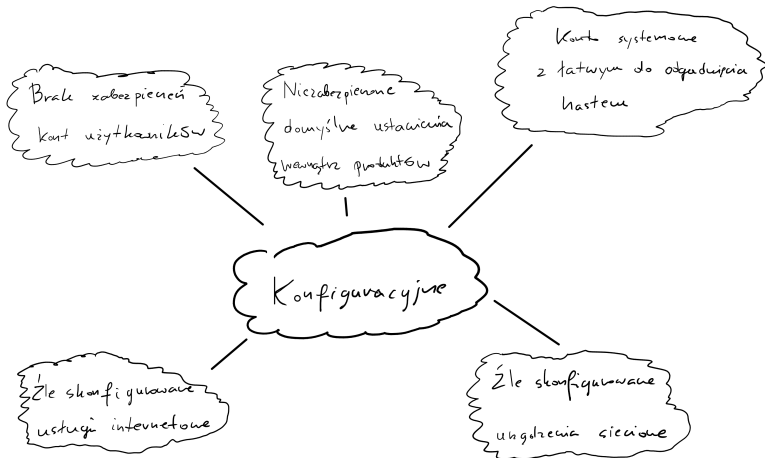 Brak zabezpieczeń
kont użytkowników
Niezabezpieczone
domyślne ustawienia
wewnątrz produktów
Konto systemowe
z łatwym do odgadnięcia
hasłem
Konfiguracyjne
Źle skonfigurowane
usługi internetowe
Źle skonfigurowane
urządzenia sieciowe